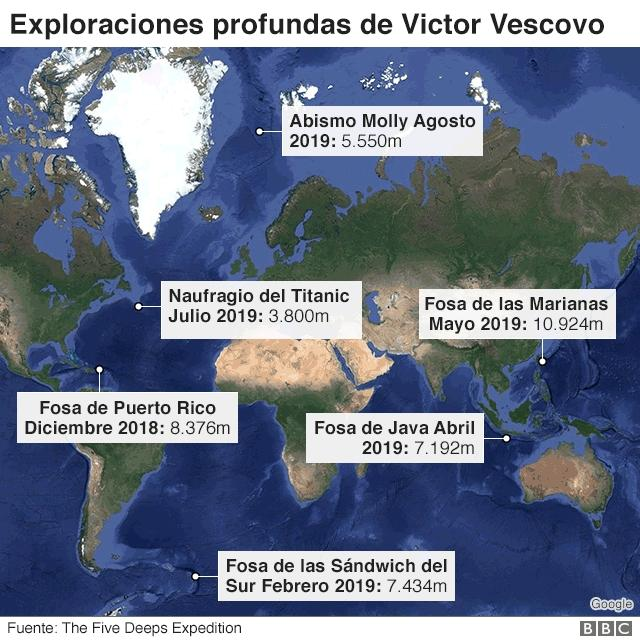 Exploraciones profundas de Victor Vescovo
Abismo Molly Agosto
2019: 5.550m
Naufragio del Titanic
Julio 2019: 3.800m
Fosa de las Marianas
Mayo 2019: 10.924m
Fosa de Puerto Rico
Diciembre 2018: 8.376m
Fosa de Java Abril
2019: 7.192m
Fosa de las Sándwich del
Sur Febrero 2019: 7.434m
Google
Fuente: The Five Deeps Expedition
BBC